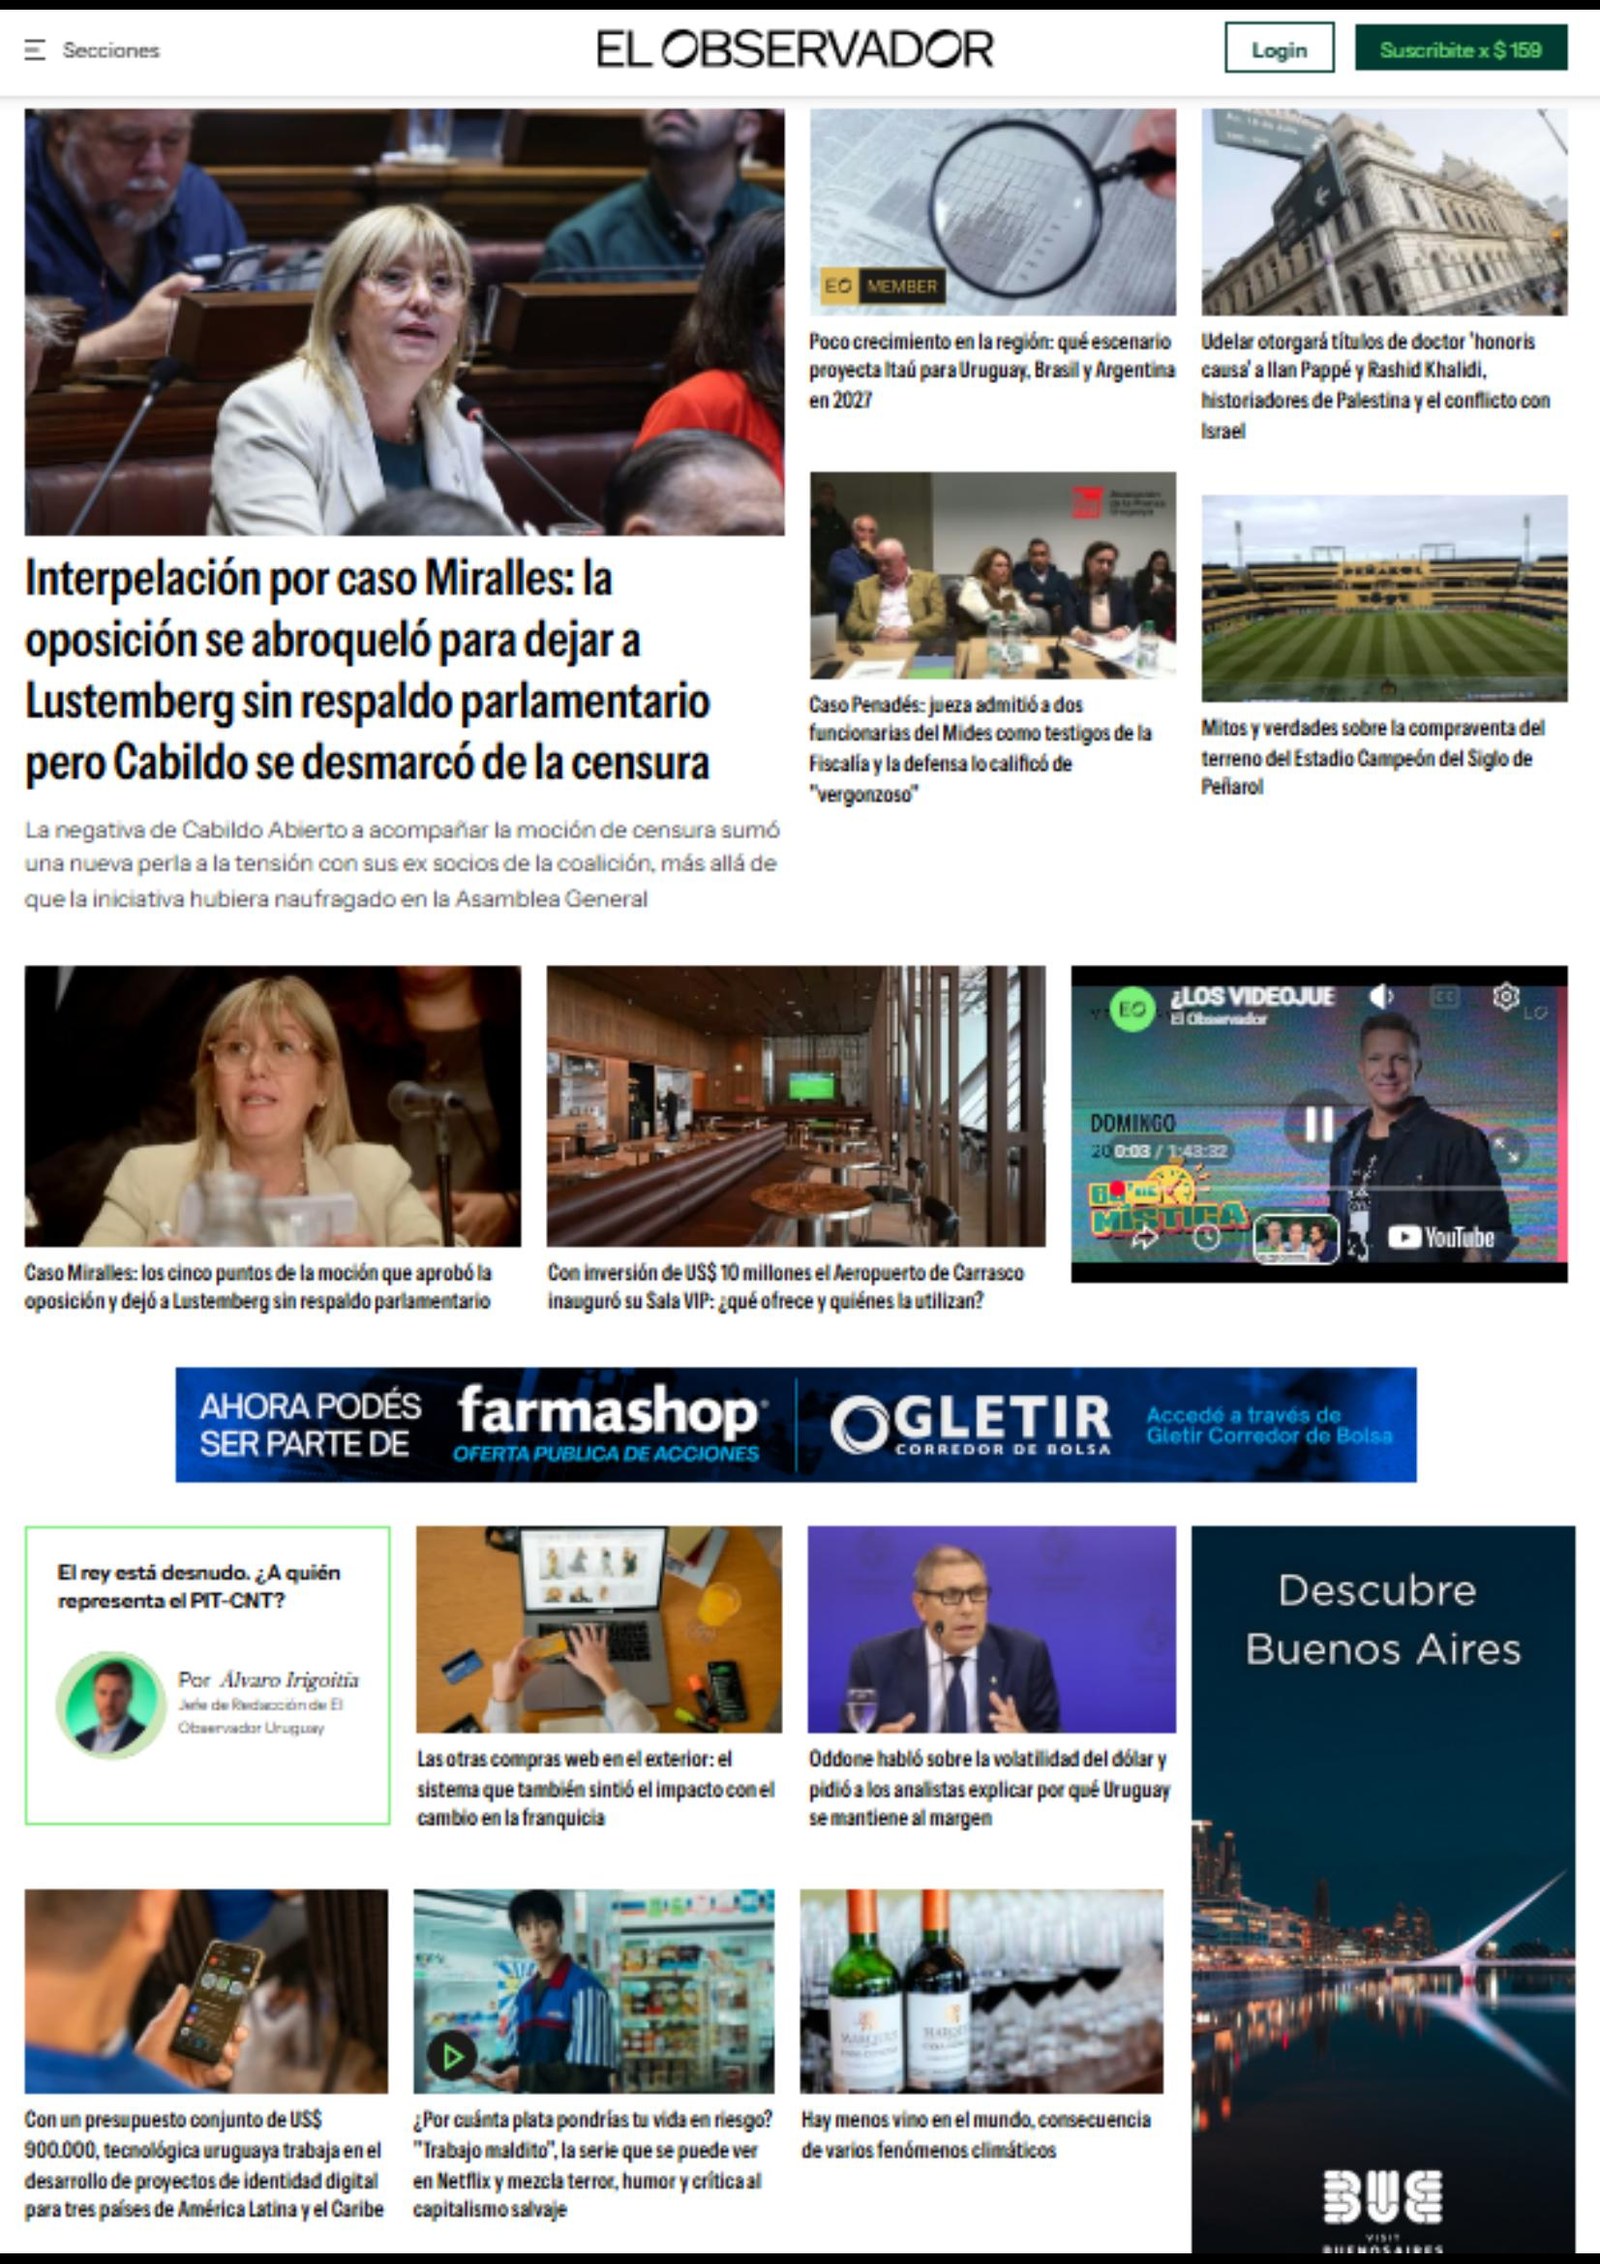 Secciones
EL OBSERVADOR
Login
Suscribite x $ 159
Interpelación por caso Miralles: la
oposición se abroqueló para dejar a
Lustemberg sin respaldo parlamentario
pero Cabildo se desmarcó de la censura
La negativa de Cabildo Abierto a acompañar la moción de censura sumó
una nueva perla a la tensión con sus ex socios de la coalición, más allá de
que la iniciativa hubiera naufragado en la Asamblea General
EO MEMBER
Poco crecimiento en la región: qué escenario
proyecta Itaú para Uruguay, Brasil y Argentina
en 2027
Udelar otorgará títulos de doctor 'honoris
causa' a Ilan Pappé y Rashid Khalidi,
historiadores de Palestina y el conflicto con
Israel
Asociación
de la Prensa
Uruguaya
Caso Penadés: jueza admitió a dos
funcionarias del Mides como testigos de la
Fiscalía y la defensa lo calificó de
"vergonzoso"
PEÑAROL
Mitos y verdades sobre la compraventa del
terreno del Estadio Campeón del Siglo de
Peñarol
Caso Miralles: los cinco puntos de la moción que aprobó la
oposición y dejó a Lustemberg sin respaldo parlamentario
Con inversión de US$ 10 millones el Aeropuerto de Carrasco
inauguró su Sala VIP: ¿qué ofrece y quiénes la utilizan?
EO
¿LOS VIDEOJUE
El Observador
DOMINGO
20
0:03 / 1:43:32
MÍSTICA
YouTube
AHORA PODÉS
SER PARTE DE
farmashop
OFERTA PUBLICA DE ACCIONES
GLETIR
CORREDOR DE BOLSA
Accedé a través de
Gletir Corredor de Bolsa
El rey está desnudo. ¿A quién
representa el PIT-CNT?
Por Álvaro Irigoitia
Jefe de Redacción de El
Observador Uruguay
Las otras compras web en el exterior: el
sistema que también sintió el impacto con el
cambio en la franquicia
Oddone habló sobre la volatilidad del dólar y
pidió a los analistas explicar por qué Uruguay
se mantiene al margen
Descubre
Buenos Aires
Con un presupuesto conjunto de US$
900.000, tecnológica uruguaya trabaja en el
desarrollo de proyectos de identidad digital
para tres países de América Latina y el Caribe
¿Por cuánta plata pondrías tu vida en riesgo?
"Trabajo maldito", la serie que se puede ver
en Netflix y mezcla terror, humor y crítica al
capitalismo salvaje
Hay menos vino en el mundo, consecuencia
de varios fenómenos climáticos
BUE
VISIT
BUENOSAIRES